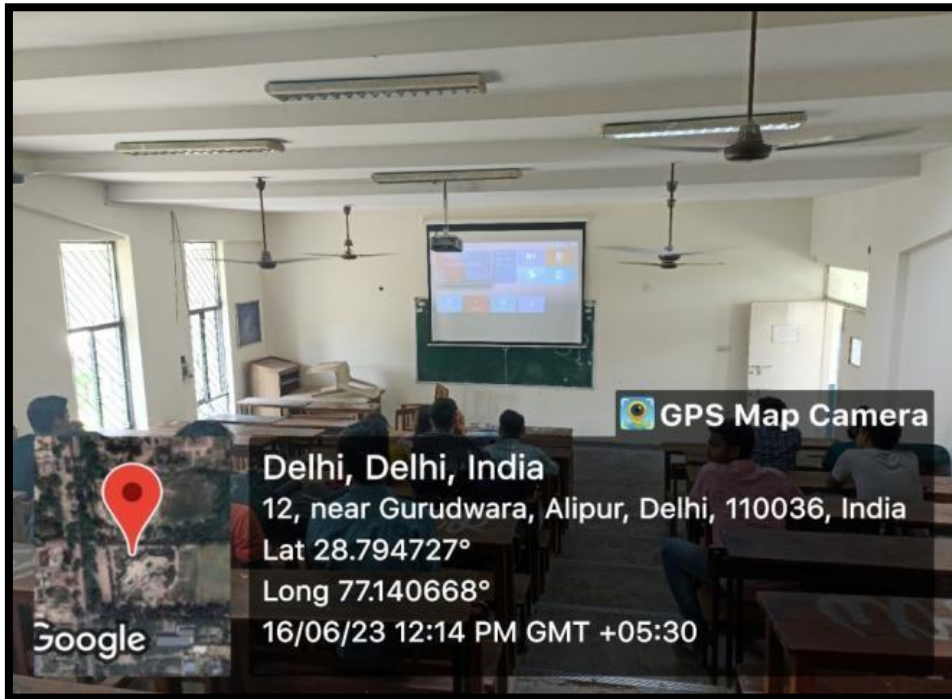 GPS Map Camera
Delhi, Delhi, India
12, near Gurudwara, Alipur, Delhi, 110036, India
Lat 28.794727°
Long 77.140668°
16/06/23 12:14 PM GMT +05:30
Google